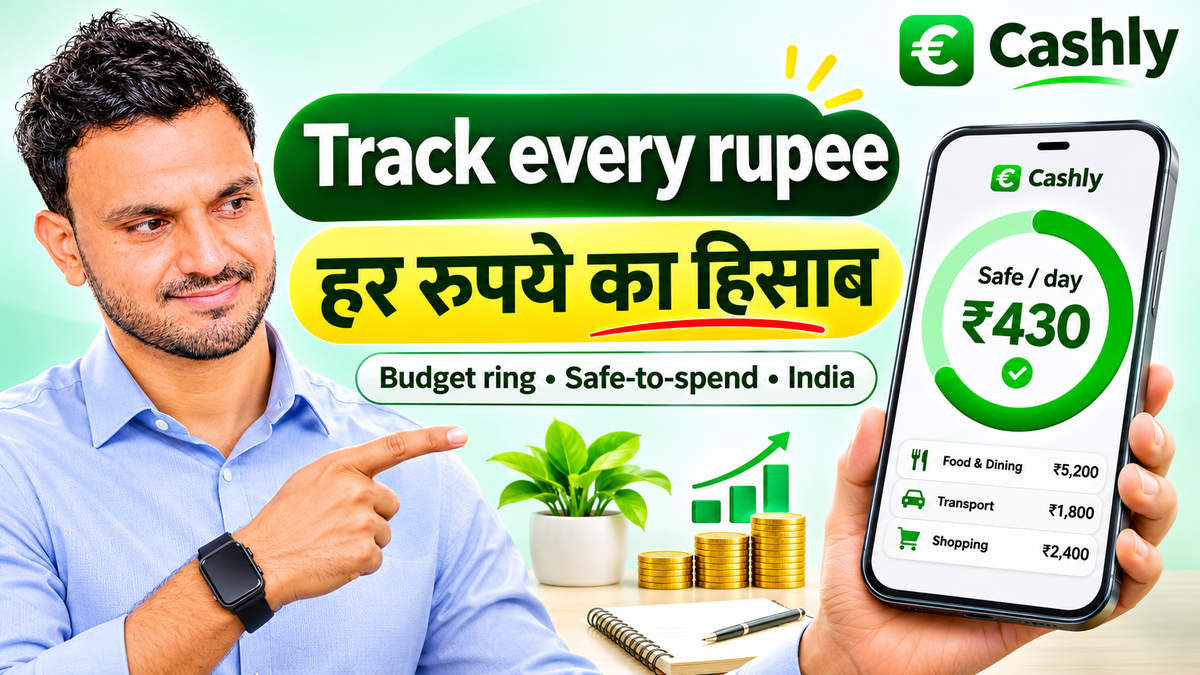 € Cashly
Track every rupee
हर रुपये का हिसाब
Budget ring • Safe-to-spend • India
€ Cashly
Safe / day
₹430
Food & Dining ₹5,200
Transport ₹1,800
Shopping ₹2,400